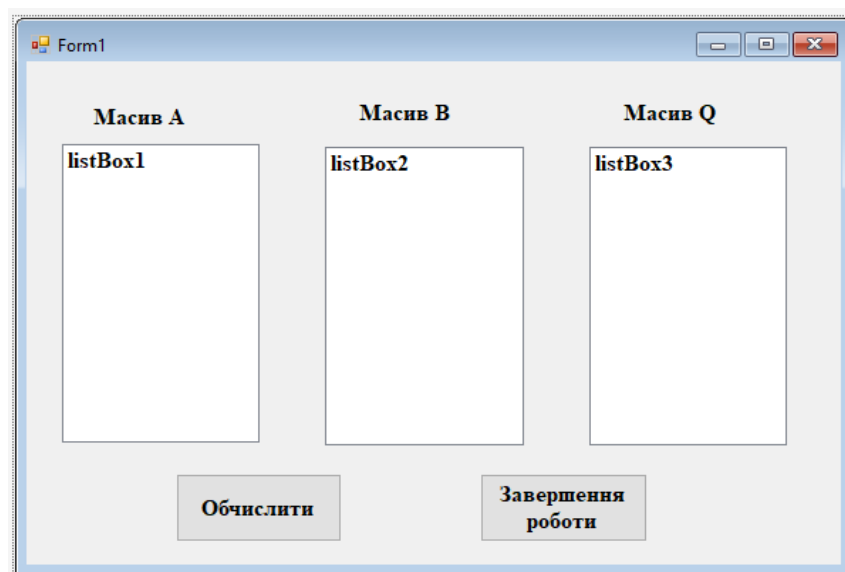 Form1
Масив A
Масив B
Масив Q
listBox1
listBox2
listBox3
Обчислити
Завершення
роботи